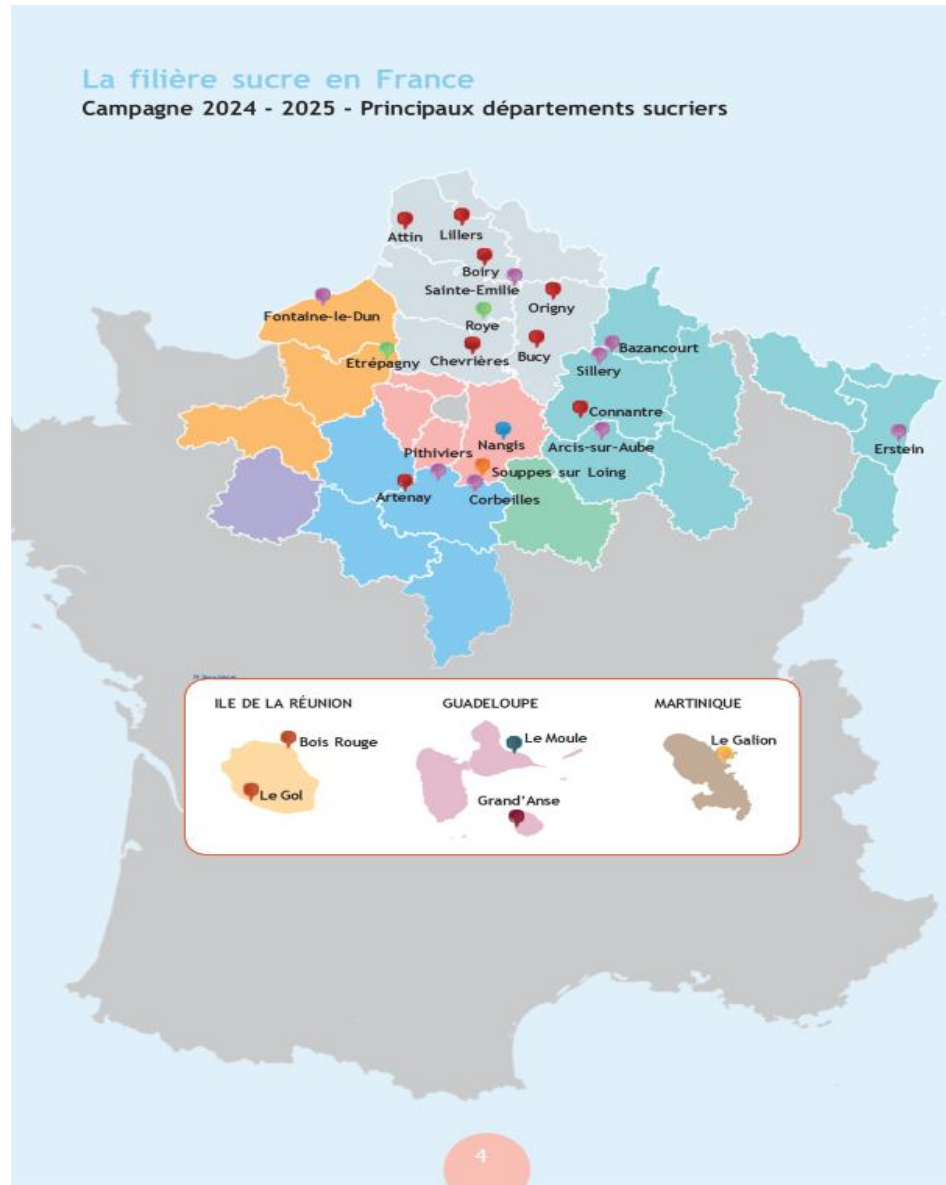 La filière sucre en France
Campagne 2024 - 2025 - Principaux départements sucriers
Attin
Lillers
Boiry
Sainte-Emilie
Origny
Fontaine-le-Dun
Roye
Etrépagny
Chevrières
Bucy
Bazancourt
Sillery
Connantre
Nangis
Arcis-sur-Aube
Erstein
Pithiviers
Souppes sur Loing
Artenay
Corbeilles
ILE DE LA RÉUNION
GUADELOUPE
MARTINIQUE
Bois Rouge
Le Moule
Le Galion
Le Gol
Grand'Anse
4